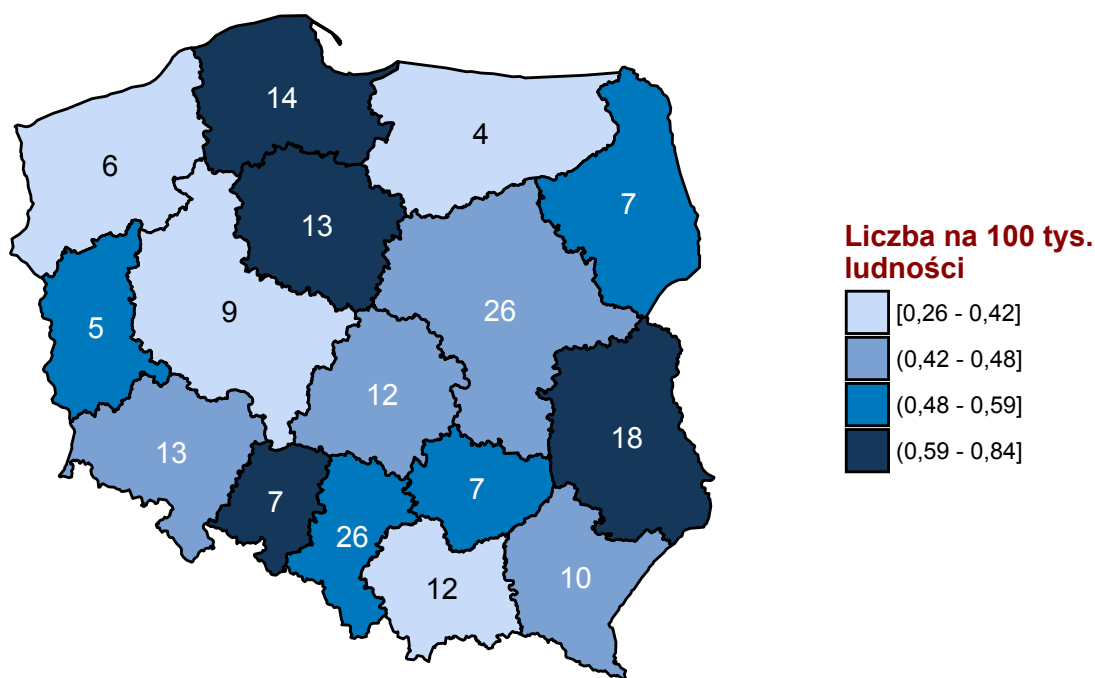 14
4
6
7
13
26
9
5
12
18
13
7
7
26
10
12
Liczba na 100 tys.
ludności
[0,26 - 0,42]
(0,42 - 0,48]
(0,48 - 0,59]
(0,59 - 0,84]